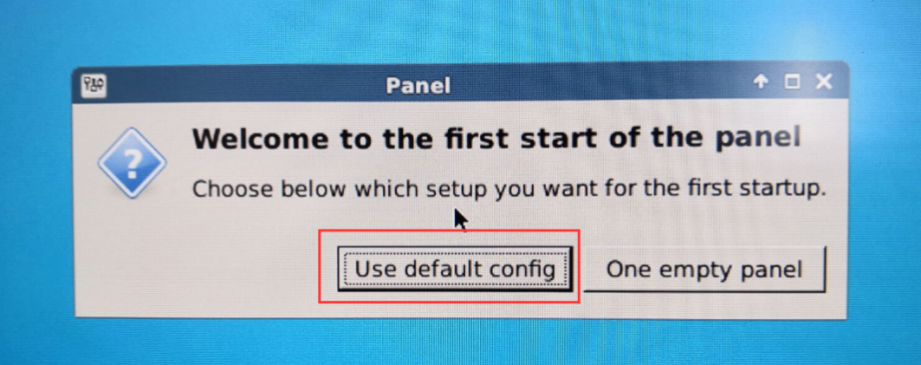 Panel
Welcome to the first start of the panel
Choose below which setup you want for the first startup.
Use default config
One empty panel